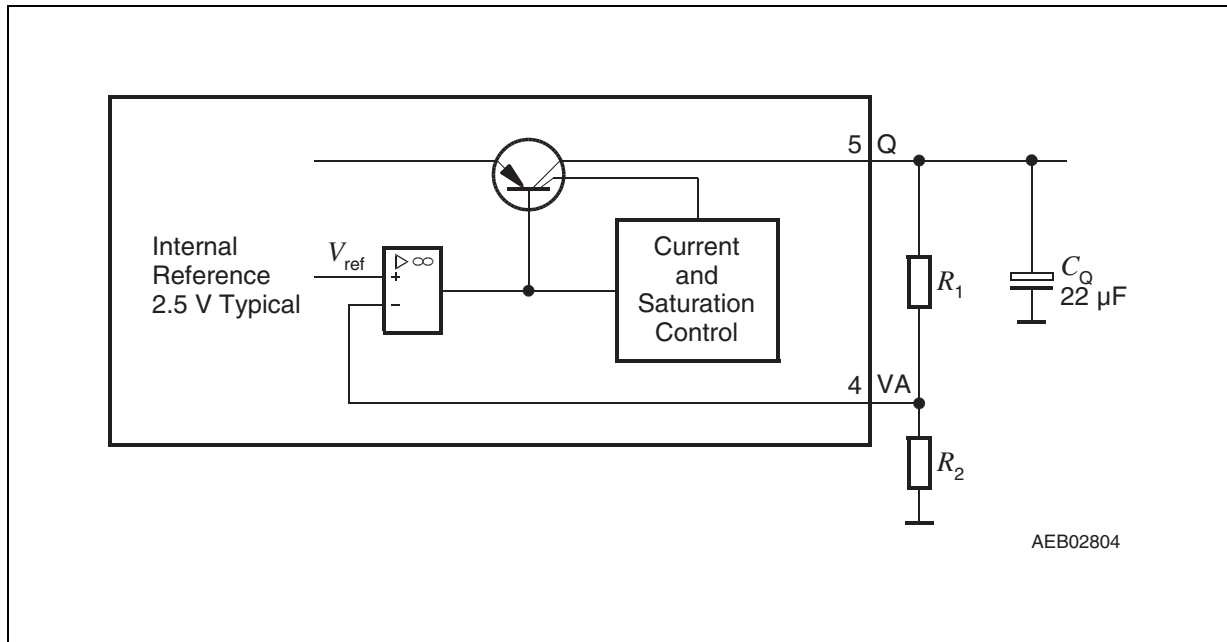 5 Q
Internal
Reference
2.5 V Typical
V_ref
▷ ∞
+
−
Current
and
Saturation
Control
R_1
C_Q
22 µF
4 VA
R_2
AEB02804